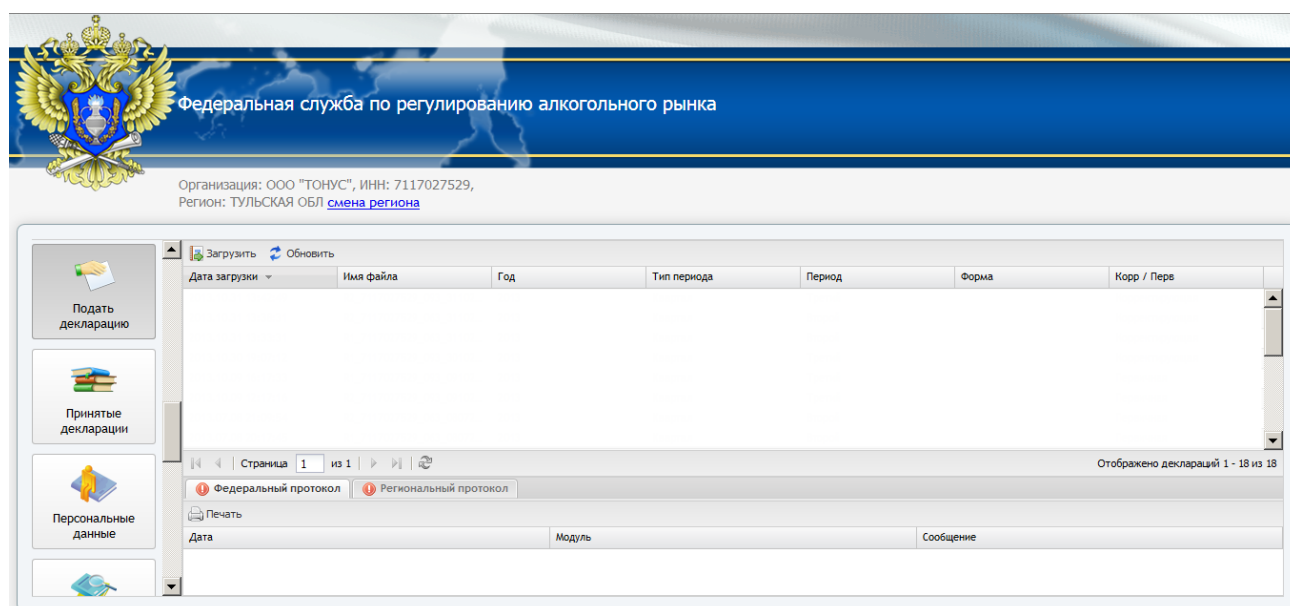 Федеральная служба по регулированию алкогольного рынка
Организация: ООО "ТОНУС", ИНН: 7117027529,
Регион: ТУЛЬСКАЯ ОБЛ смена региона
Подать
декларацию
Принятые
декларации
Персональные
данные
Загрузить Обновить
Дата загрузки Имя файла Год Тип периода Период Форма Корр / Перв
Страница 1 из 1 Отображено деклараций 1 - 18 из 18
Федеральный протокол Региональный протокол
Печать
Дата Модуль Сообщение